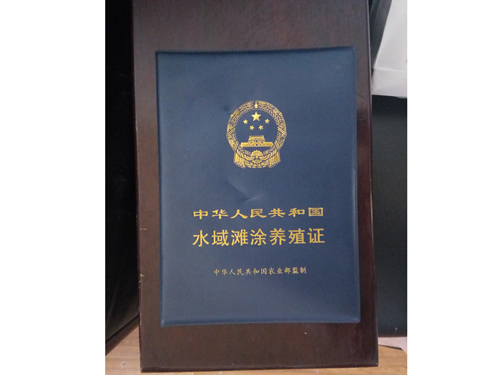 中华人民共和国
水域滩涂养殖证
中华人民共和国农业部监制